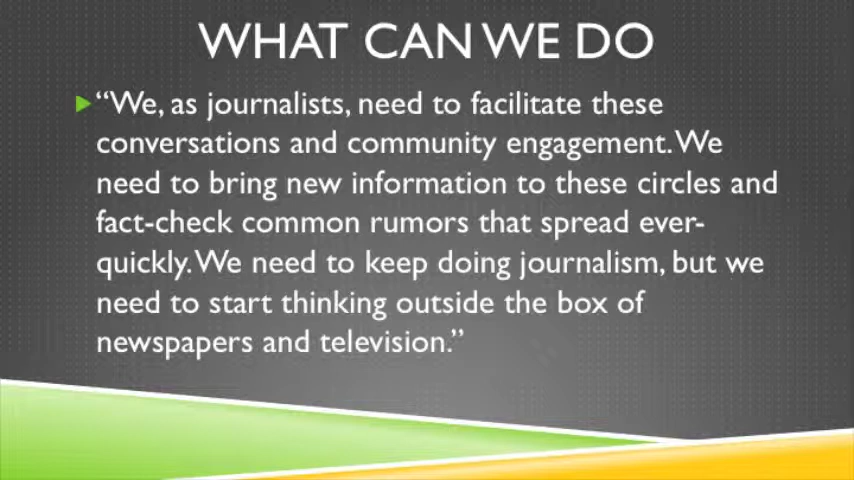 WHAT CAN WE DO
“We, as journalists, need to facilitate these
conversations and community engagement. We
need to bring new information to these circles and
fact-check common rumors that spread ever-
quickly. We need to keep doing journalism, but we
need to start thinking outside the box of
newspapers and television.”